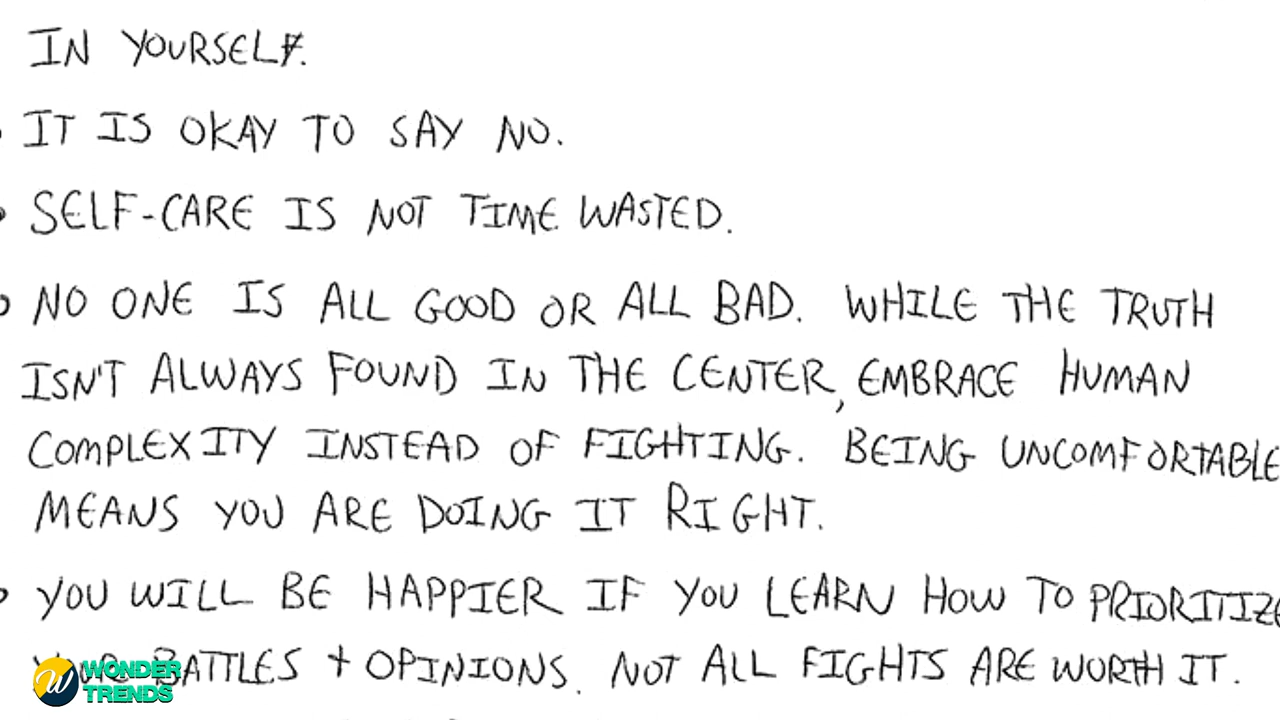 IN YOURSELF.
IT IS OKAY TO SAY NO.
SELF-CARE IS NOT TIME WASTED.
NO ONE IS ALL GOOD OR ALL BAD. WHILE THE TRUTH
ISN'T ALWAYS FOUND IN THE CENTER, EMBRACE HUMAN
COMPLEXITY INSTEAD OF FIGHTING. BEING UNCOMFORTABLE
MEANS YOU ARE DOING IT RIGHT.
YOU WILL BE HAPPIER IF YOU LEARN HOW TO PRIORITIZE
YOUR BATTLES + OPINIONS. NOT ALL FIGHTS ARE WORTH IT.
W WONDER
TRENDS